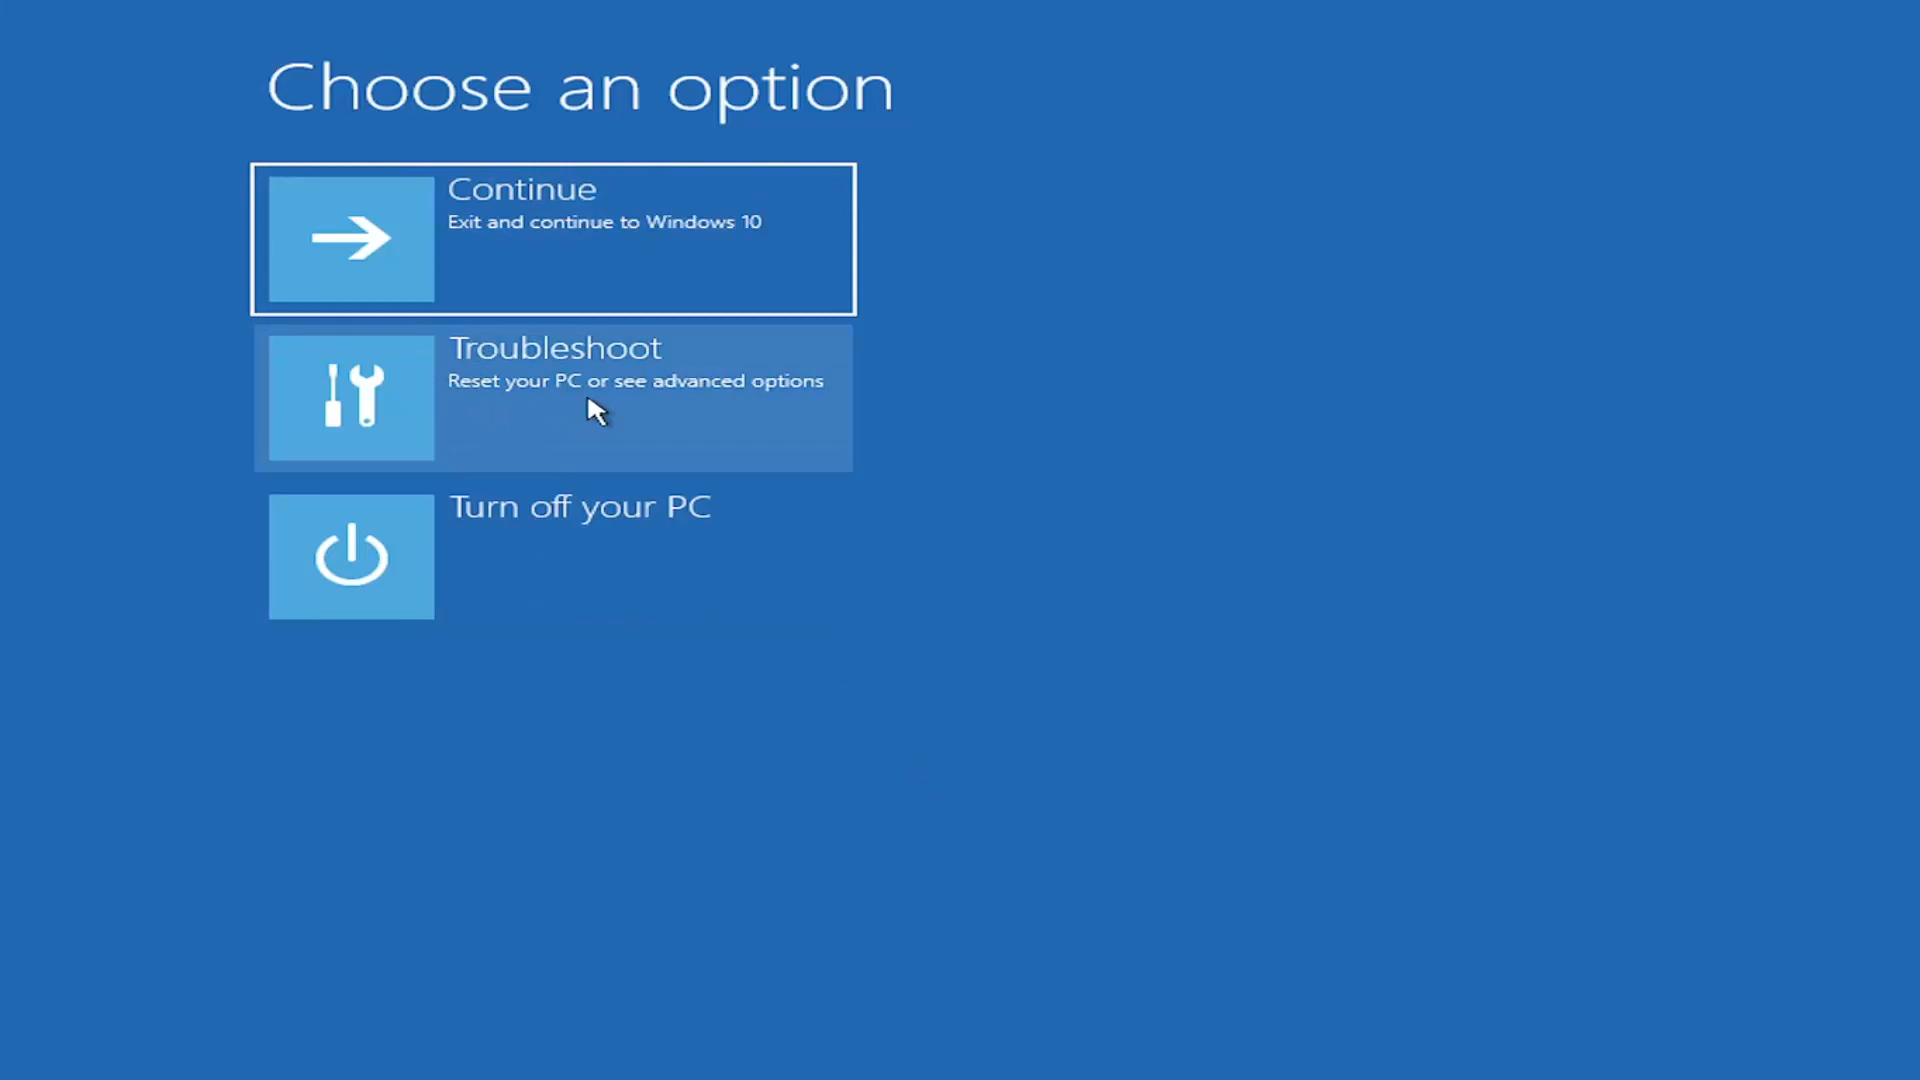 Choose an option
Continue
Exit and continue to Windows 10
Troubleshoot
Reset your PC or see advanced options
Turn off your PC